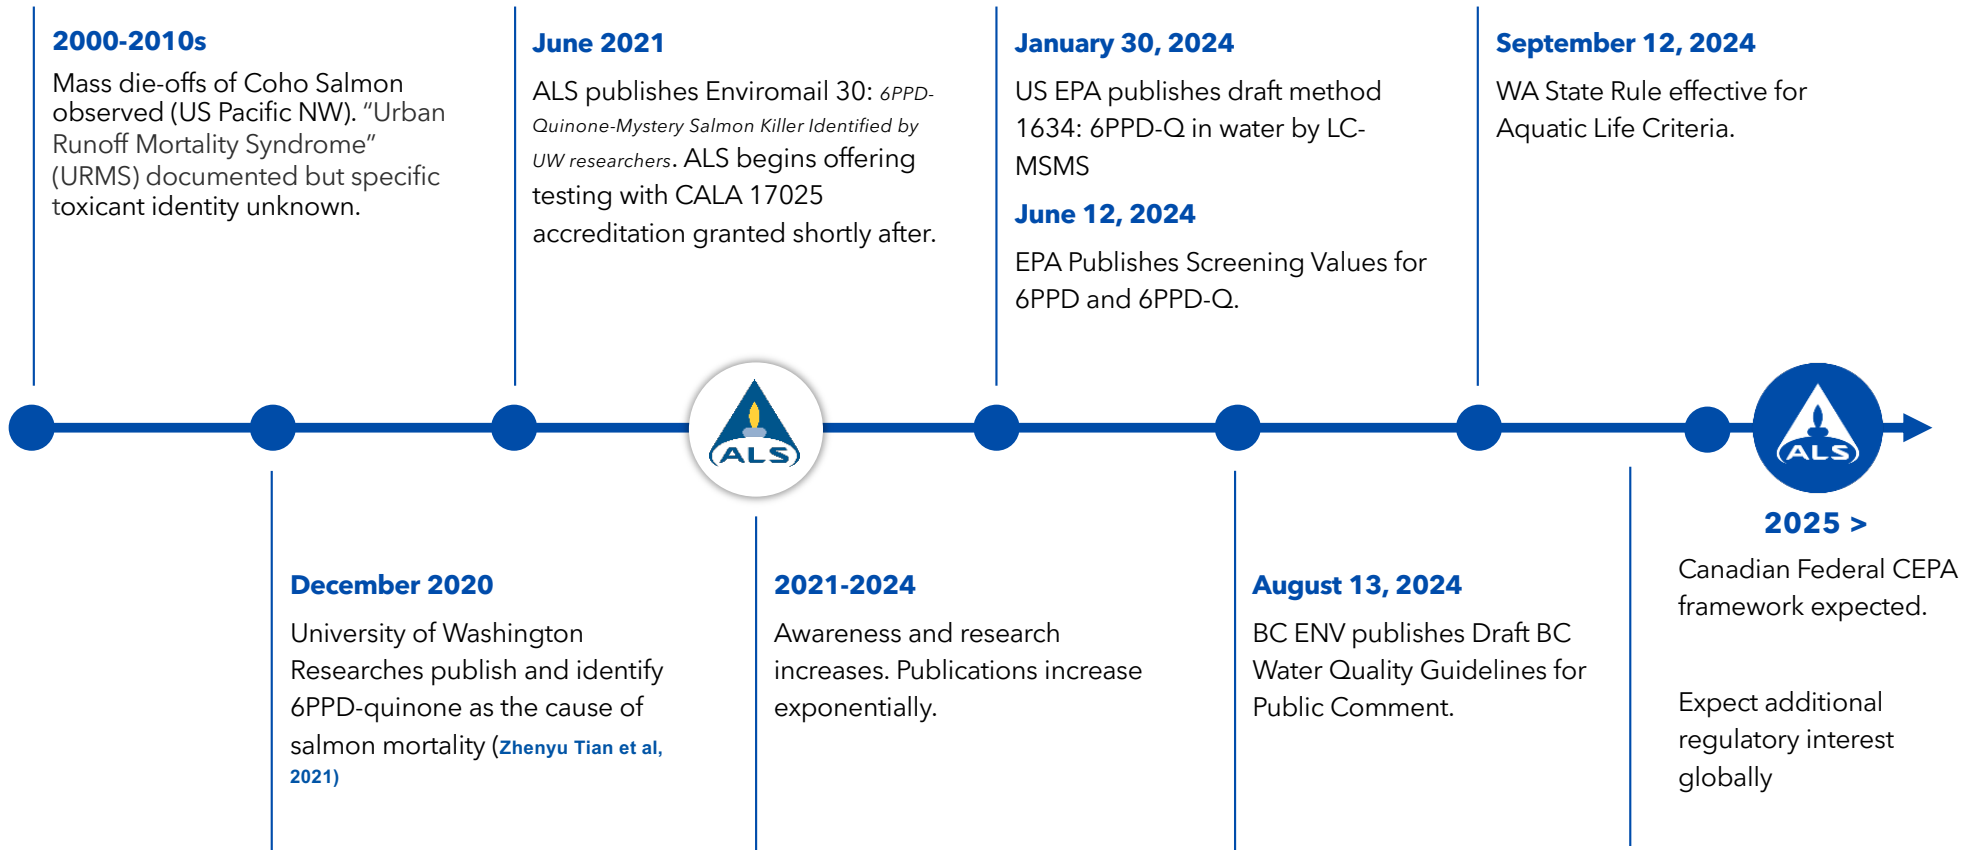 2000-2010s
Mass die-offs of Coho Salmon
observed (US Pacific NW). “Urban
Runoff Mortality Syndrome”
(URMS) documented but specific
toxicant identity unknown.
June 2021
ALS publishes Enviromail 30: 6PPD-
Quinone-Mystery Salmon Killer Identified by
UW researchers. ALS begins offering
testing with CALA 17025
accreditation granted shortly after.
January 30, 2024
US EPA publishes draft method
1634: 6PPD-Q in water by LC-
MSMS
June 12, 2024
EPA Publishes Screening Values for
6PPD and 6PPD-Q.
September 12, 2024
WA State Rule effective for
Aquatic Life Criteria.
ALS
ALS
December 2020
University of Washington
Researches publish and identify
6PPD-quinone as the cause of
salmon mortality (Zhenyu Tian et al,
2021)
2021-2024
Awareness and research
increases. Publications increase
exponentially.
August 13, 2024
BC ENV publishes Draft BC
Water Quality Guidelines for
Public Comment.
2025 >
Canadian Federal CEPA
framework expected.
Expect additional
regulatory interest
globally